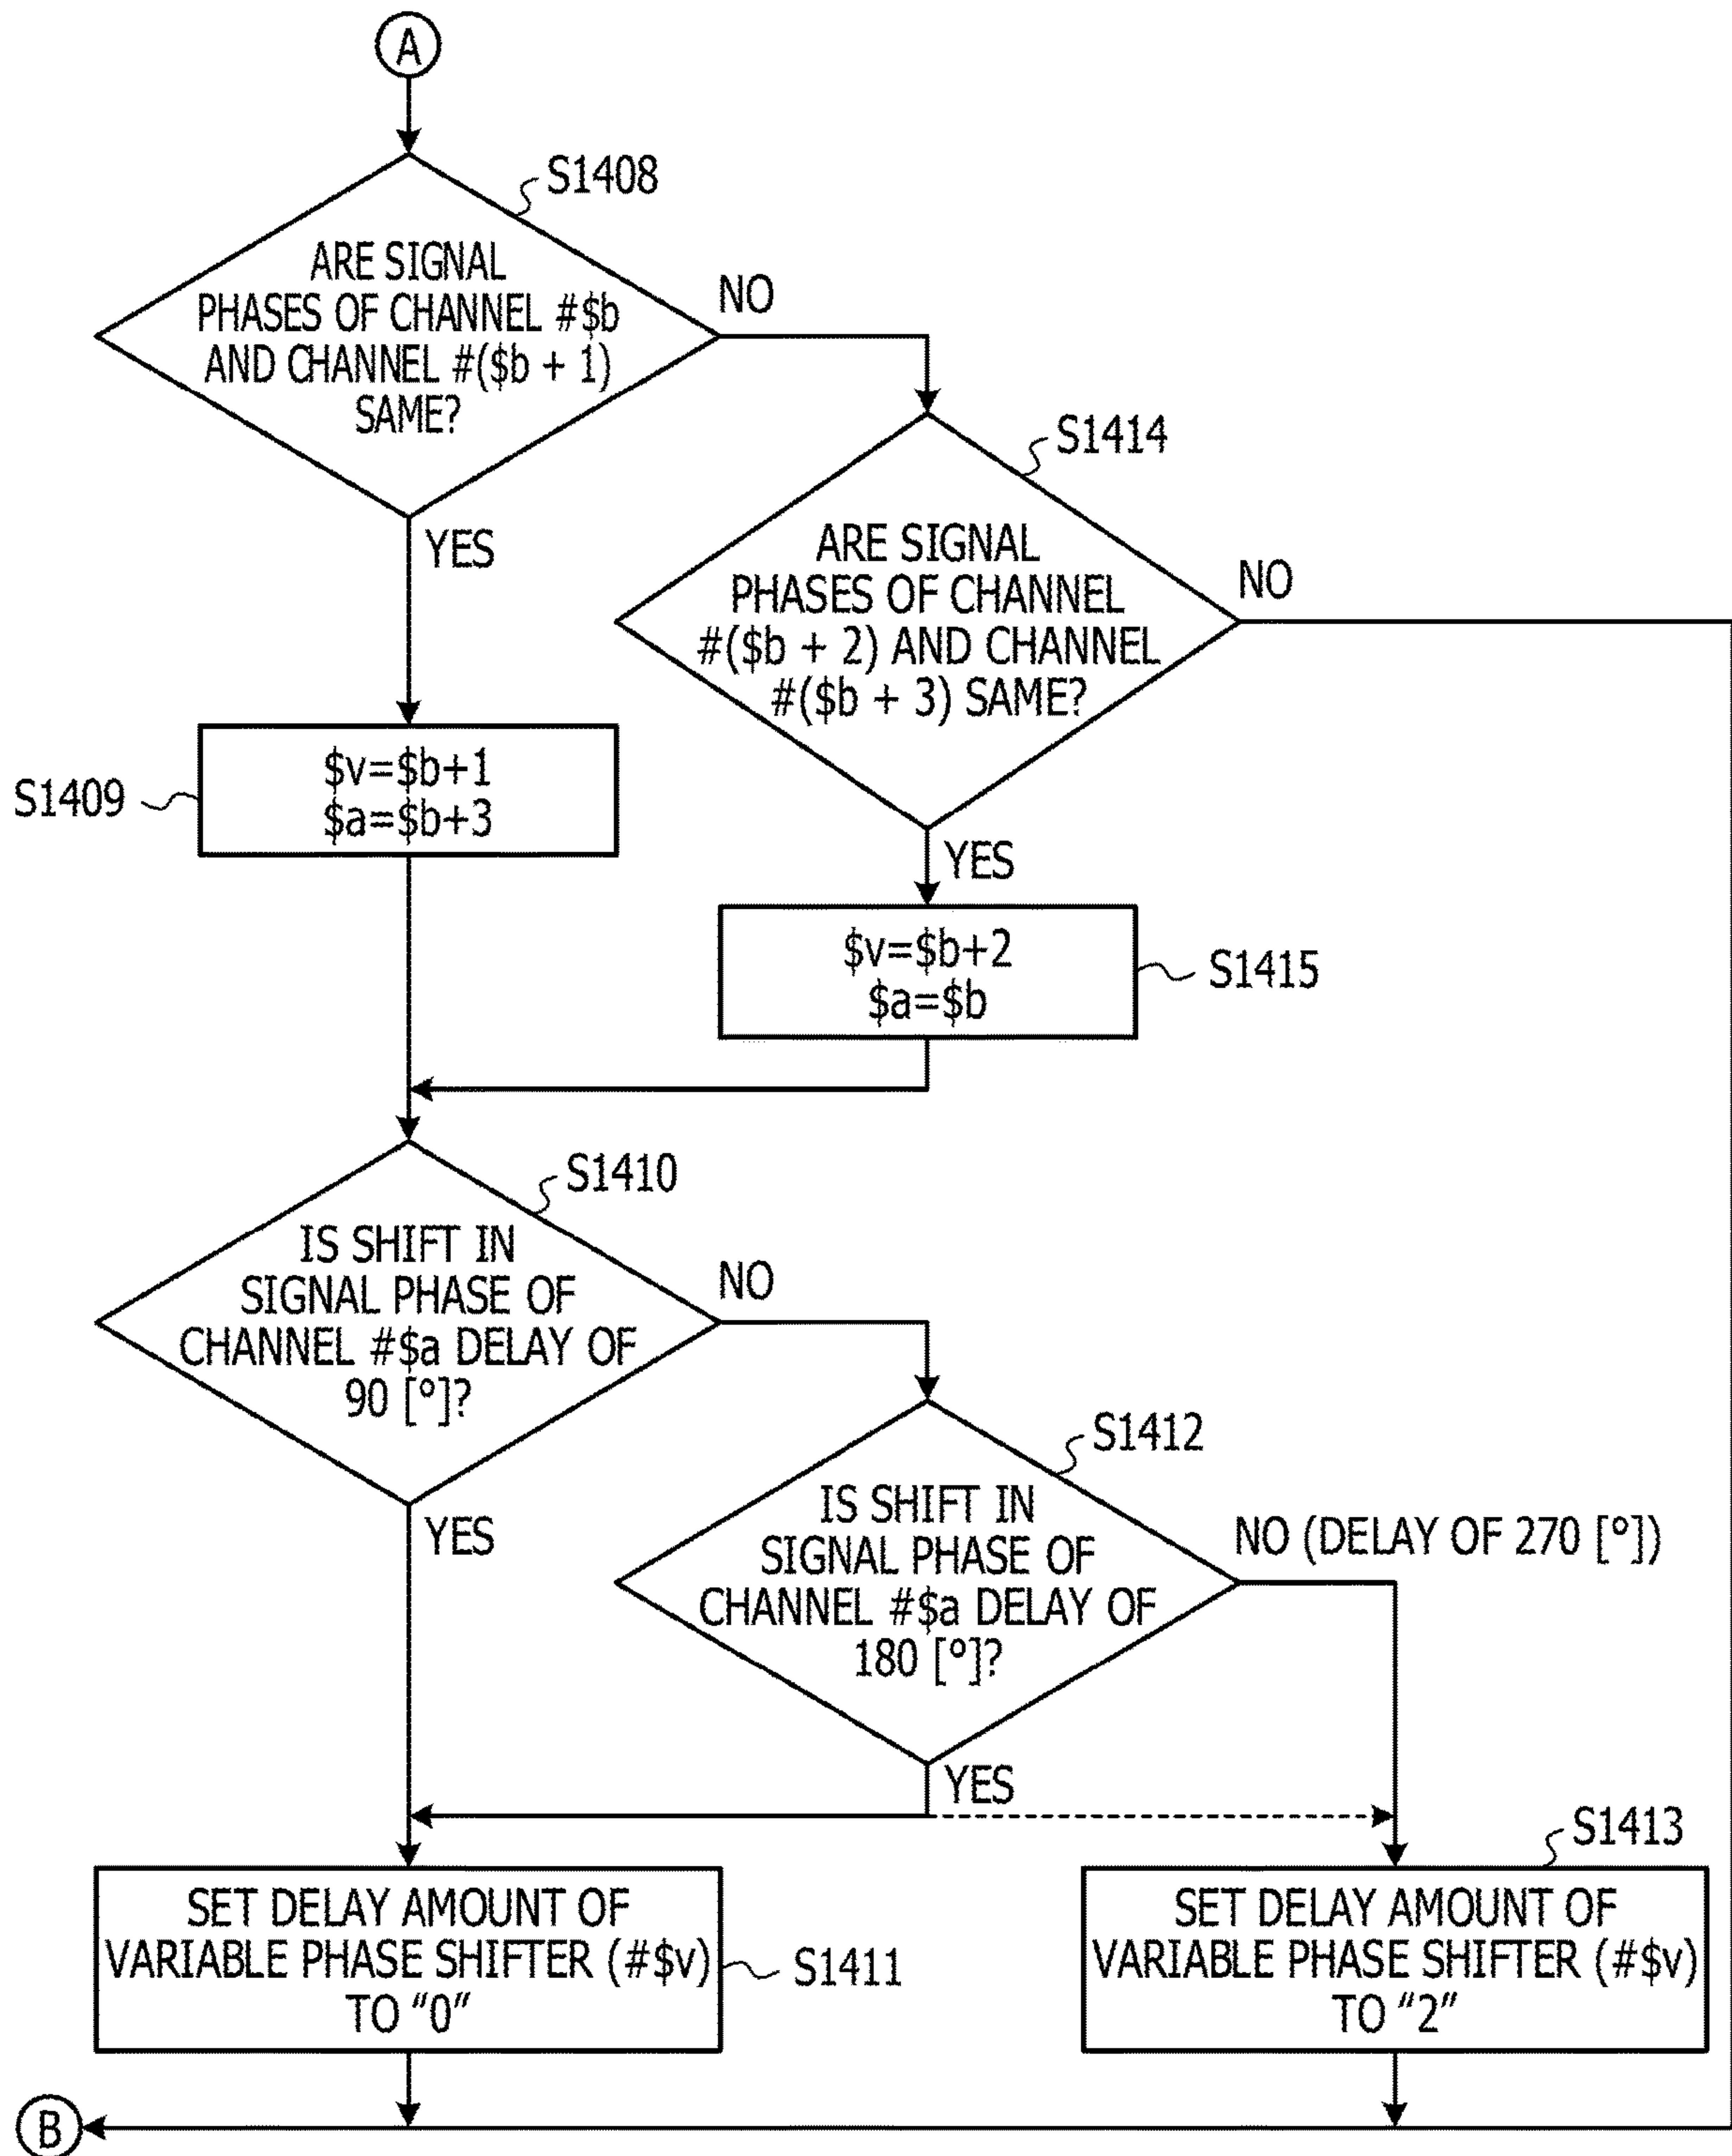 A
S1408
ARE SIGNAL
PHASES OF CHANNEL #$b
AND CHANNEL #($b + 1)
SAME?
NO
YES
S1414
ARE SIGNAL
PHASES OF CHANNEL
#($b + 2) AND CHANNEL
#($b + 3) SAME?
NO
YES
S1409
$v=$b+1
$a=$b+3
$v=$b+2
$a=$b
S1415
S1410
IS SHIFT IN
SIGNAL PHASE OF
CHANNEL #$a DELAY OF
90 [°]?
NO
YES
S1412
IS SHIFT IN
SIGNAL PHASE OF
CHANNEL #$a DELAY OF
180 [°]?
NO (DELAY OF 270 [°])
YES
SET DELAY AMOUNT OF
VARIABLE PHASE SHIFTER (#$v)
TO "0"
S1411
S1413
SET DELAY AMOUNT OF
VARIABLE PHASE SHIFTER (#$v)
TO "2"
B